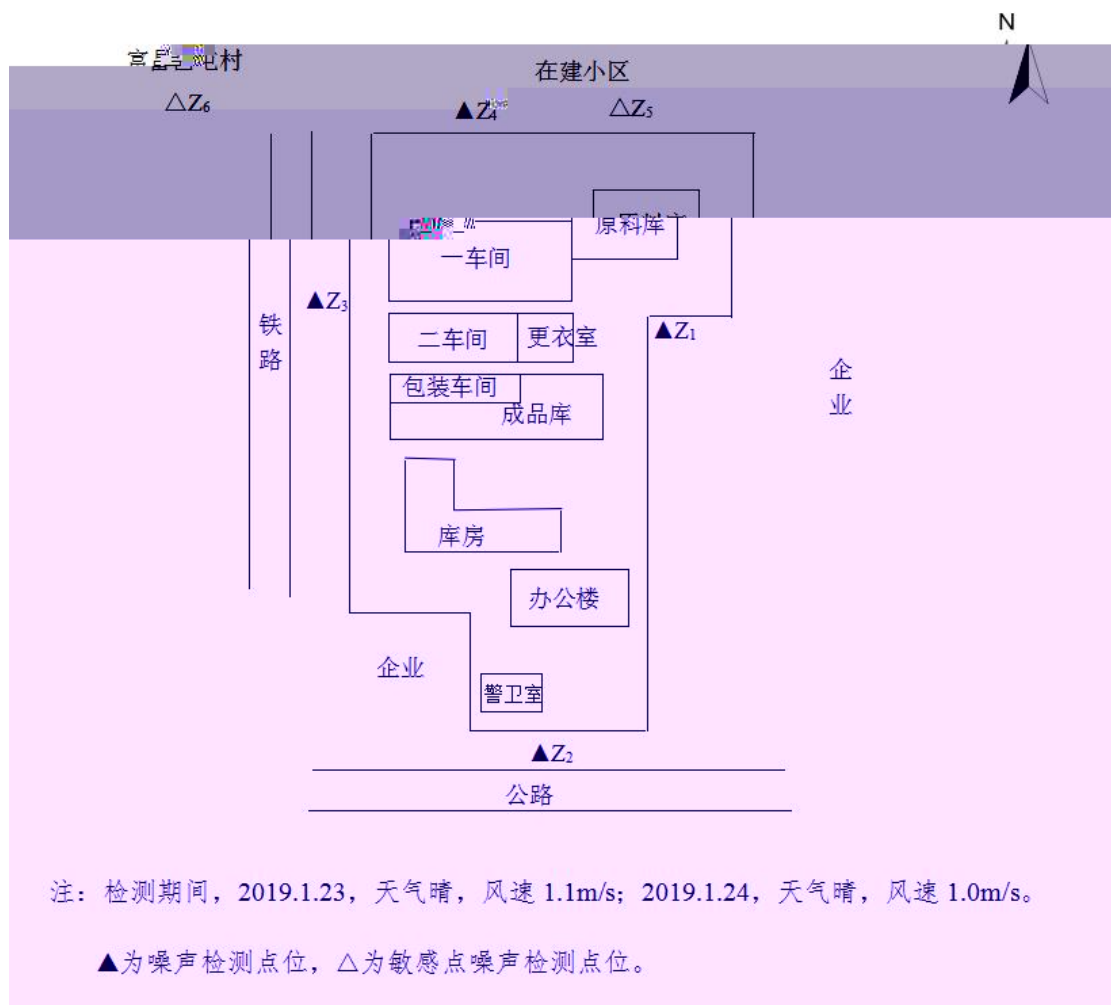 N
在建小区
△Z6
▲Z4
△Z5
原料库
一车间
▲Z3
铁路
二车间
更衣室
▲Z1
包装车间
成品库
企业
库房
办公楼
企业
警卫室
▲Z2
公路
注：检测期间，2019.1.23，天气晴，风速 1.1m/s；2019.1.24，天气晴，风速 1.0m/s。
▲为噪声检测点位，△为敏感点噪声检测点位。